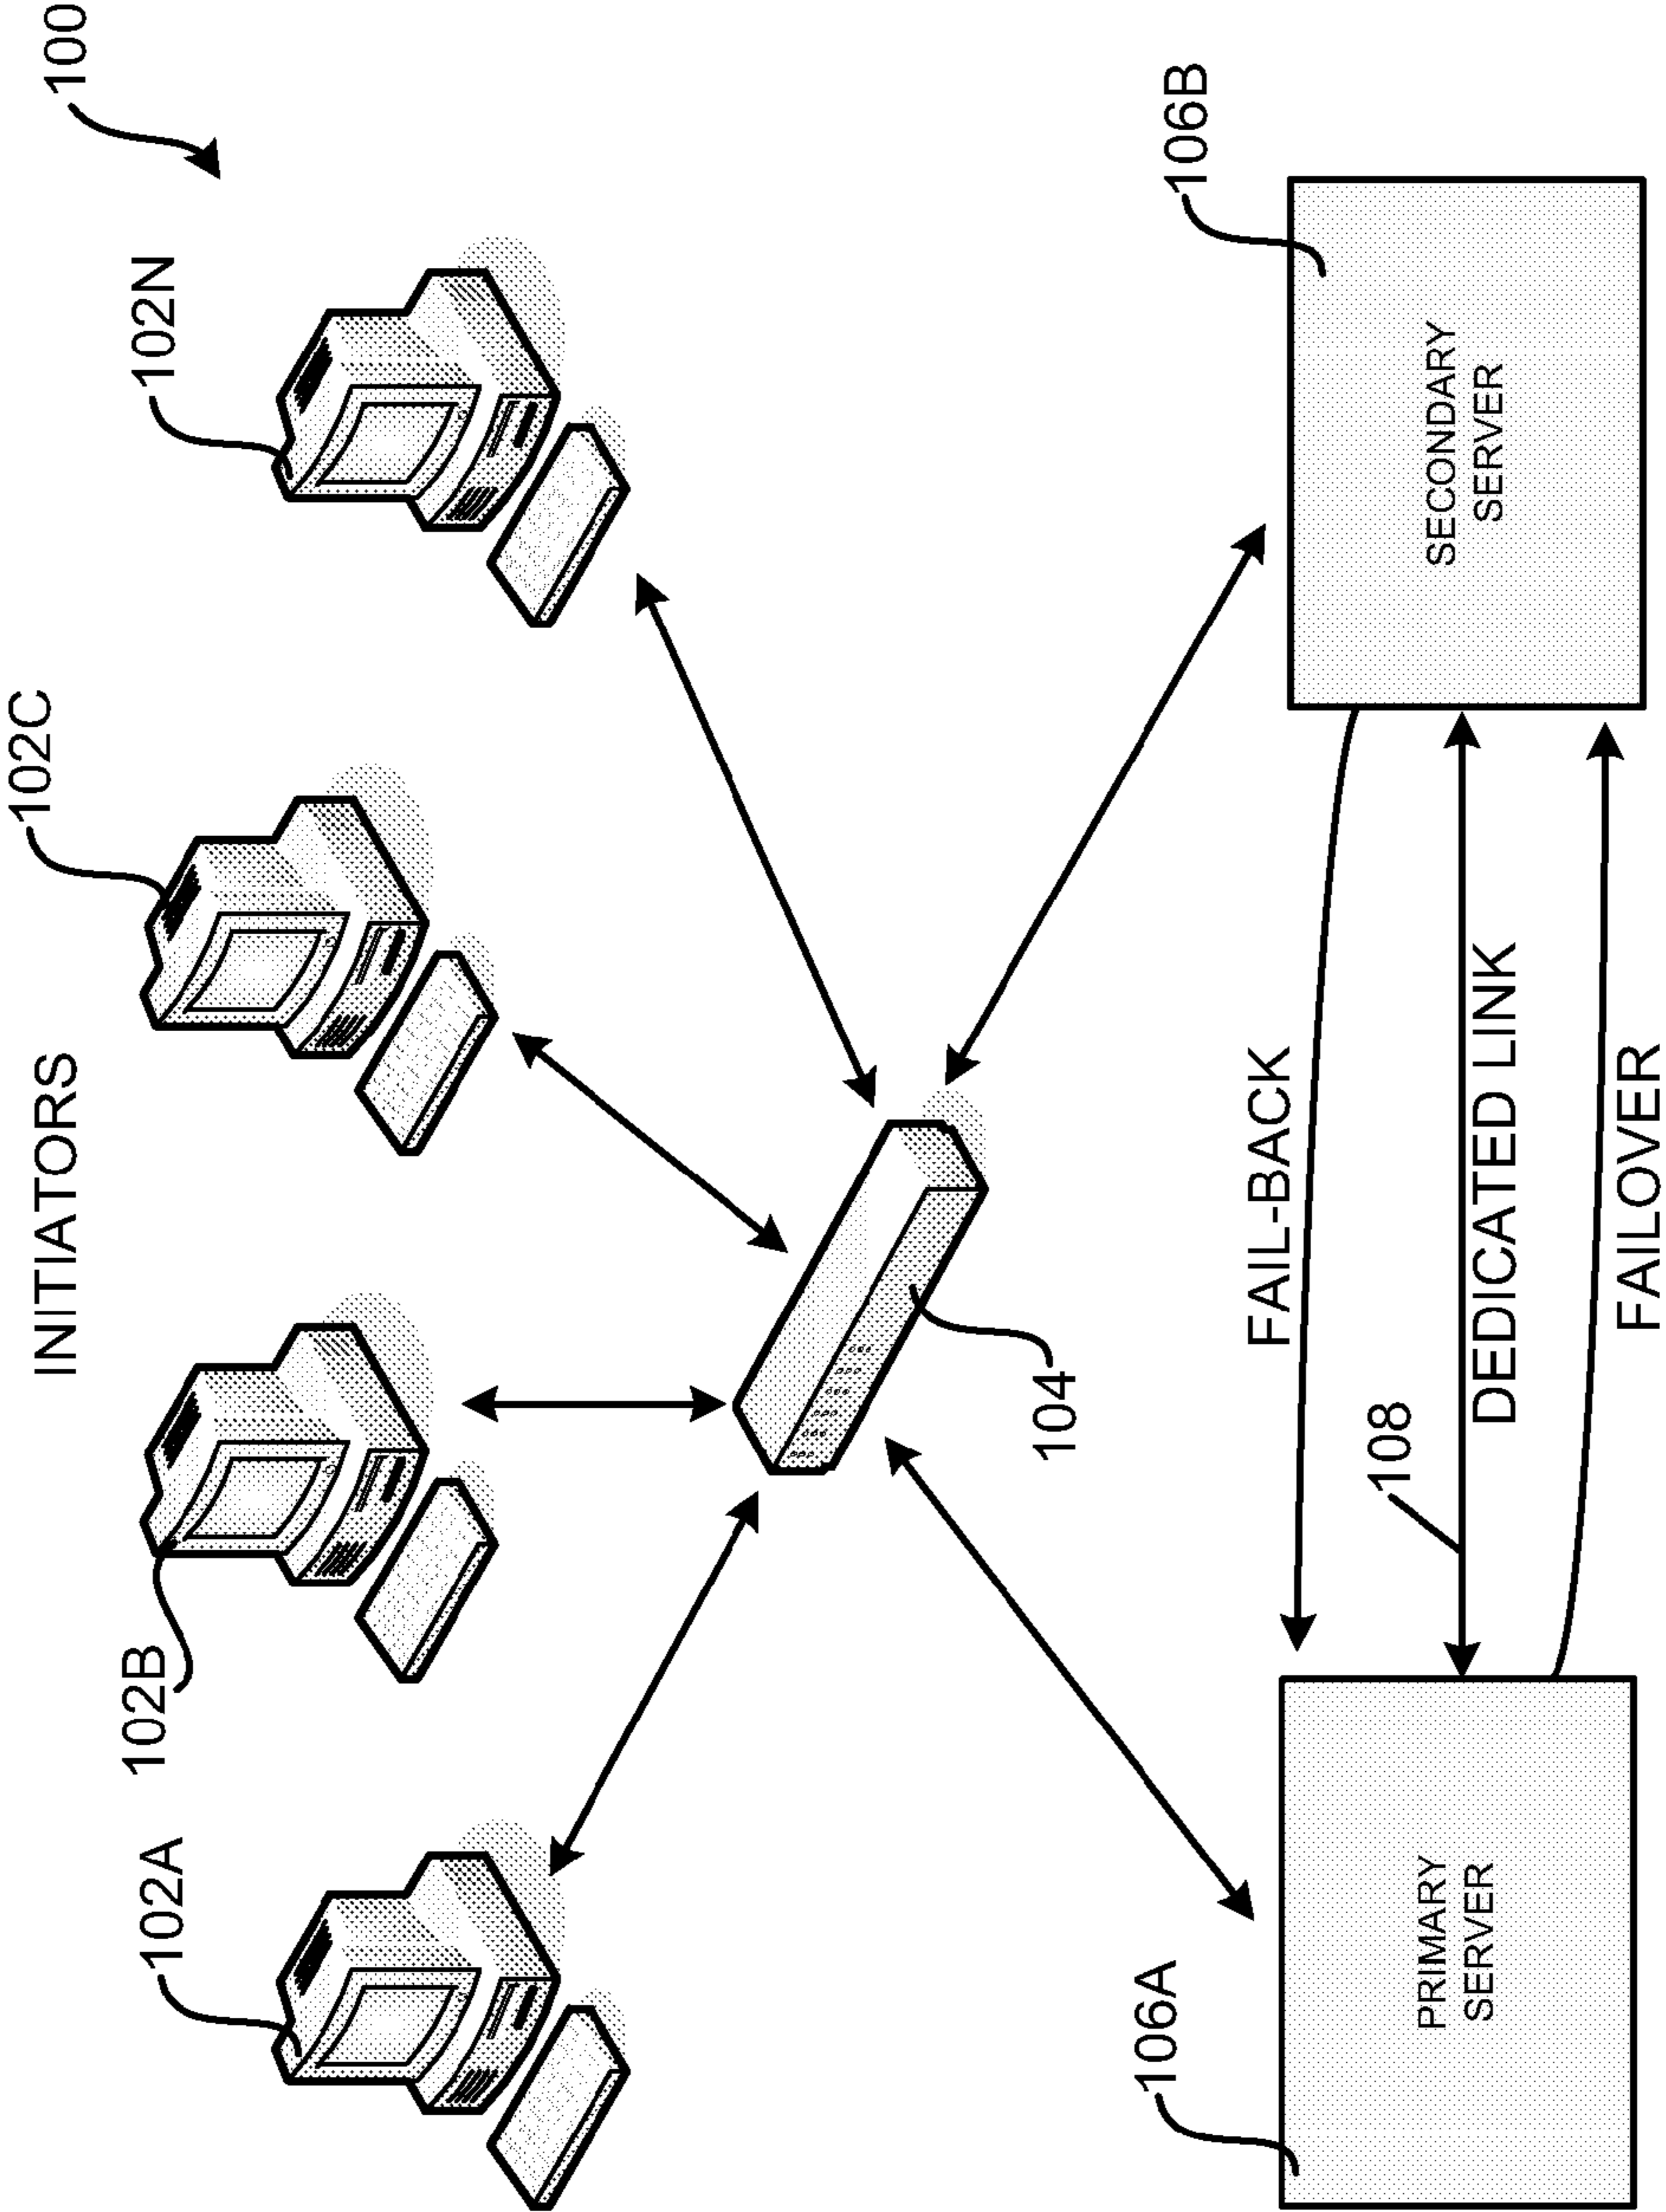 100
INITIATORS
102A
102B
102C
102N
104
106A
PRIMARY
SERVER
106B
SECONDARY
SERVER
FAIL-BACK
108
DEDICATED LINK
FAILOVER